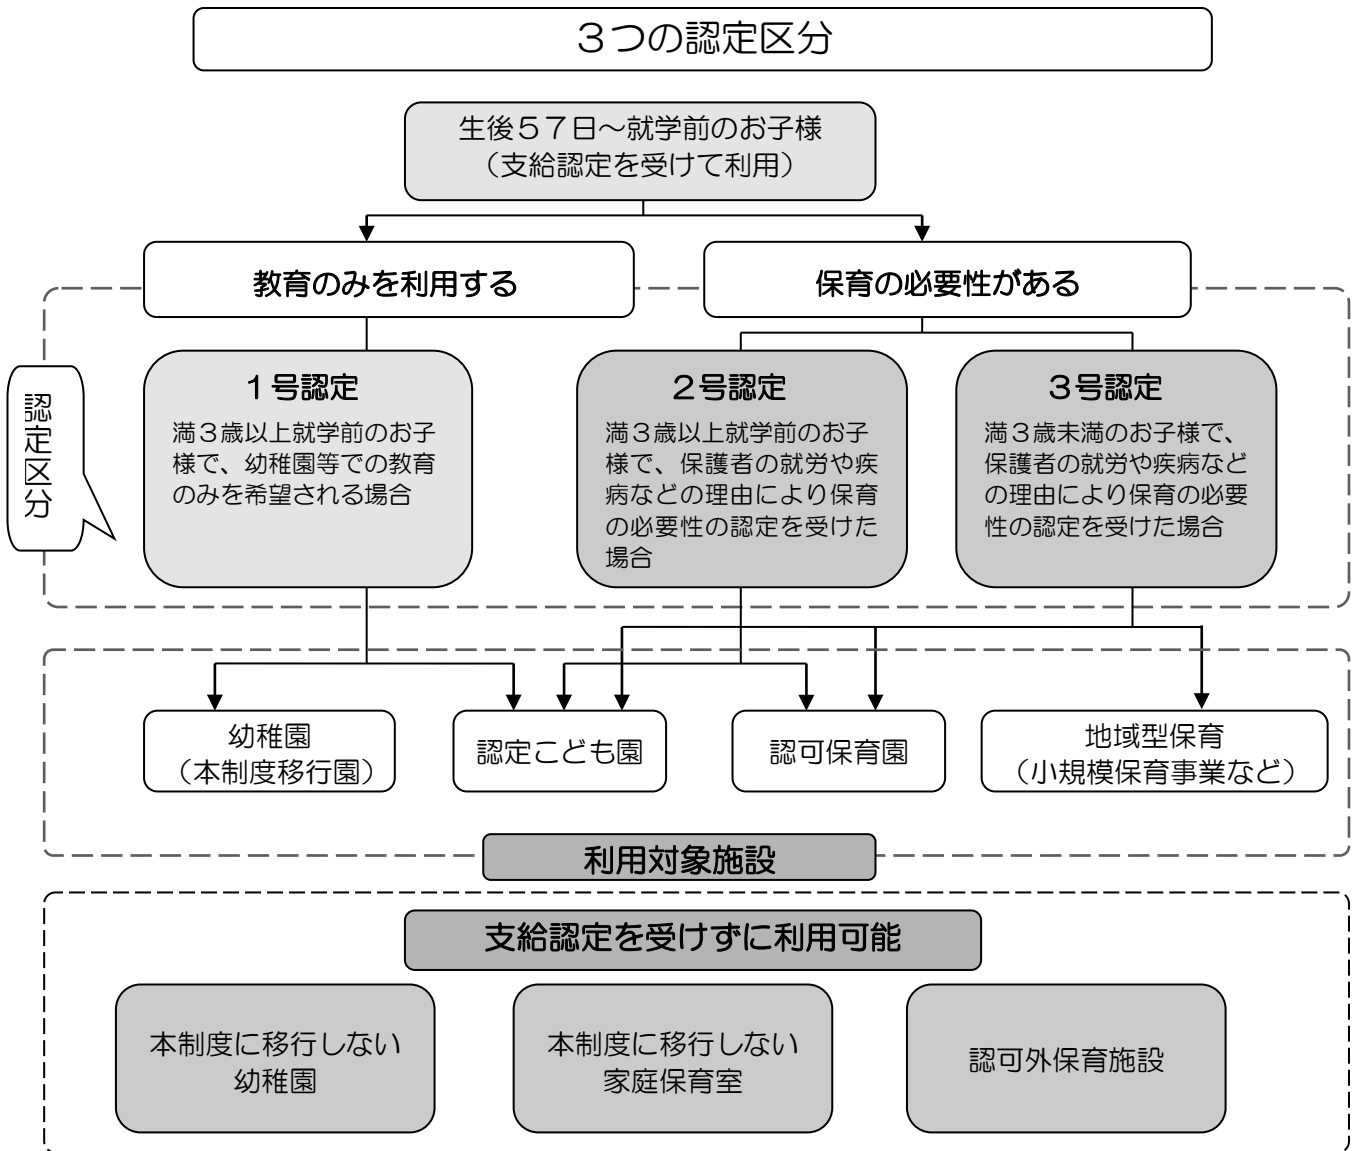 ３つの認定区分
生後５７日～就学前のお子様
（支給認定を受けて利用）
教育のみを利用する
保育の必要性がある
認定区分
１号認定
満３歳以上就学前のお子
様で、幼稚園等での教育
のみを希望される場合
２号認定
満３歳以上就学前のお子
様で、保護者の就労や疾
病などの理由により保育
の必要性の認定を受けた
場合
３号認定
満３歳未満のお子様で、
保護者の就労や疾病など
の理由により保育の必要
性の認定を受けた場合
幼稚園
（本制度移行園）
認定こども園
認可保育園
地域型保育
（小規模保育事業など）
利用対象施設
支給認定を受けずに利用可能
本制度に移行しない
幼稚園
本制度に移行しない
家庭保育室
認可外保育施設